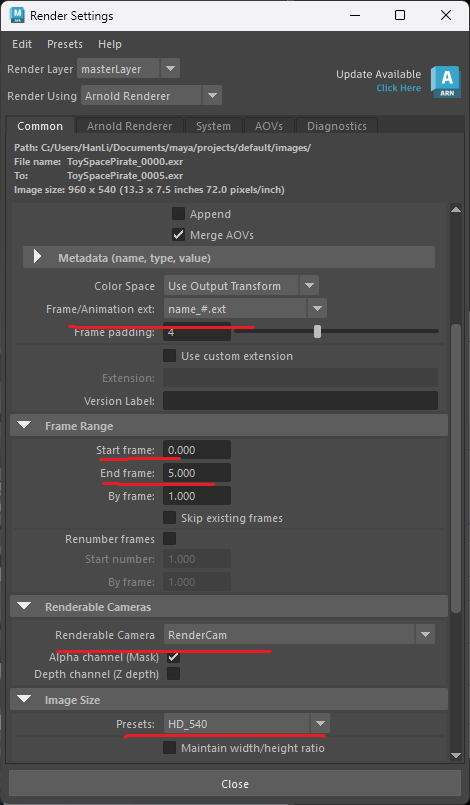 Render Settings
Edit Presets Help
Render Layer masterLayer
Update Available
Click Here
ARN
Render Using Arnold Renderer
Common Arnold Renderer System AOVs Diagnostics
Path: C:/Users/HanLi/Documents/maya/projects/default/images/
File name: ToySpacePirate_0000.exr
To: ToySpacePirate_0005.exr
Image size: 960 x 540 (13.3 x 7.5 inches 72.0 pixels/inch)
Append
Merge AOVs
Metadata (name, type, value)
Color Space Use Output Transform
Frame/Animation ext: name_#.ext
Frame padding: 4
Use custom extension
Extension:
Version Label:
Frame Range
Start frame: 0.000
End frame: 5.000
By frame: 1.000
Skip existing frames
Renumber frames
Start number: 1.000
By frame: 1.000
Renderable Cameras
Renderable Camera RenderCam
Alpha channel (Mask)
Depth channel (Z depth)
Image Size
Presets: HD_540
Maintain width/height ratio
Close